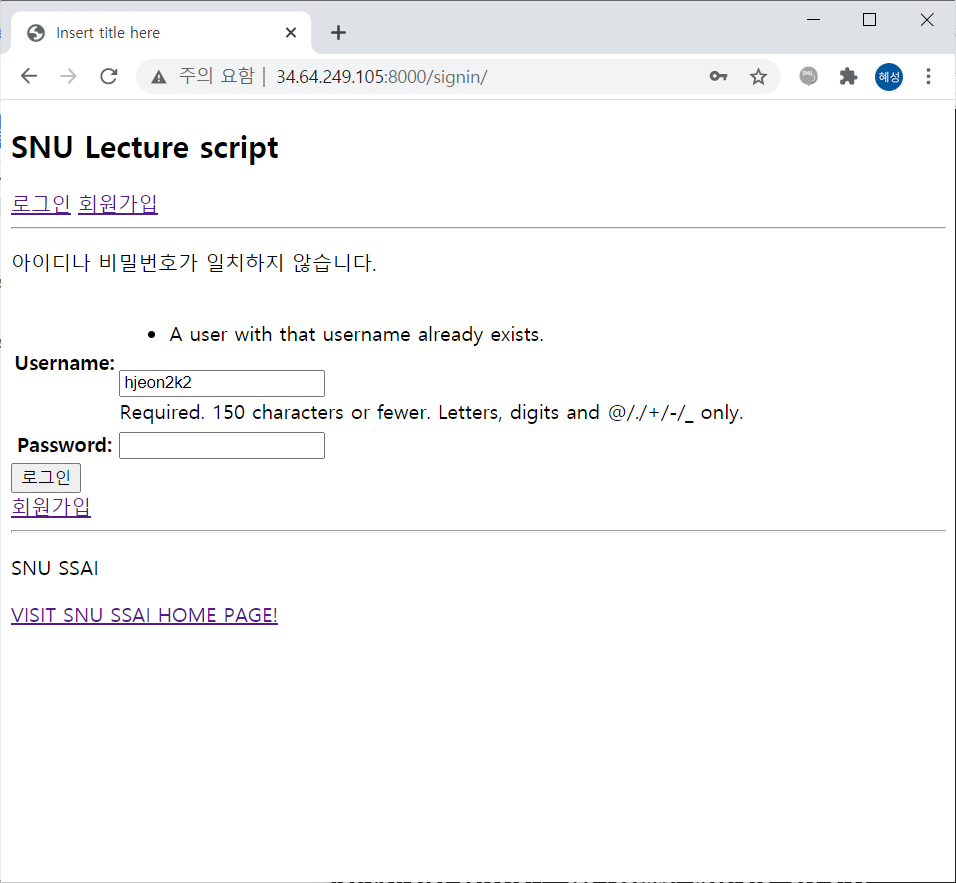 Insert title here
주의 요함 | 34.64.249.105:8000/signin/
혜성
SNU Lecture script
로그인 회원가입
아이디나 비밀번호가 일치하지 않습니다.
• A user with that username already exists.
Username:
hjeon2k2
Required. 150 characters or fewer. Letters, digits and @/./+/-/_ only.
Password:
로그인
회원가입
SNU SSAI
VISIT SNU SSAI HOME PAGE!